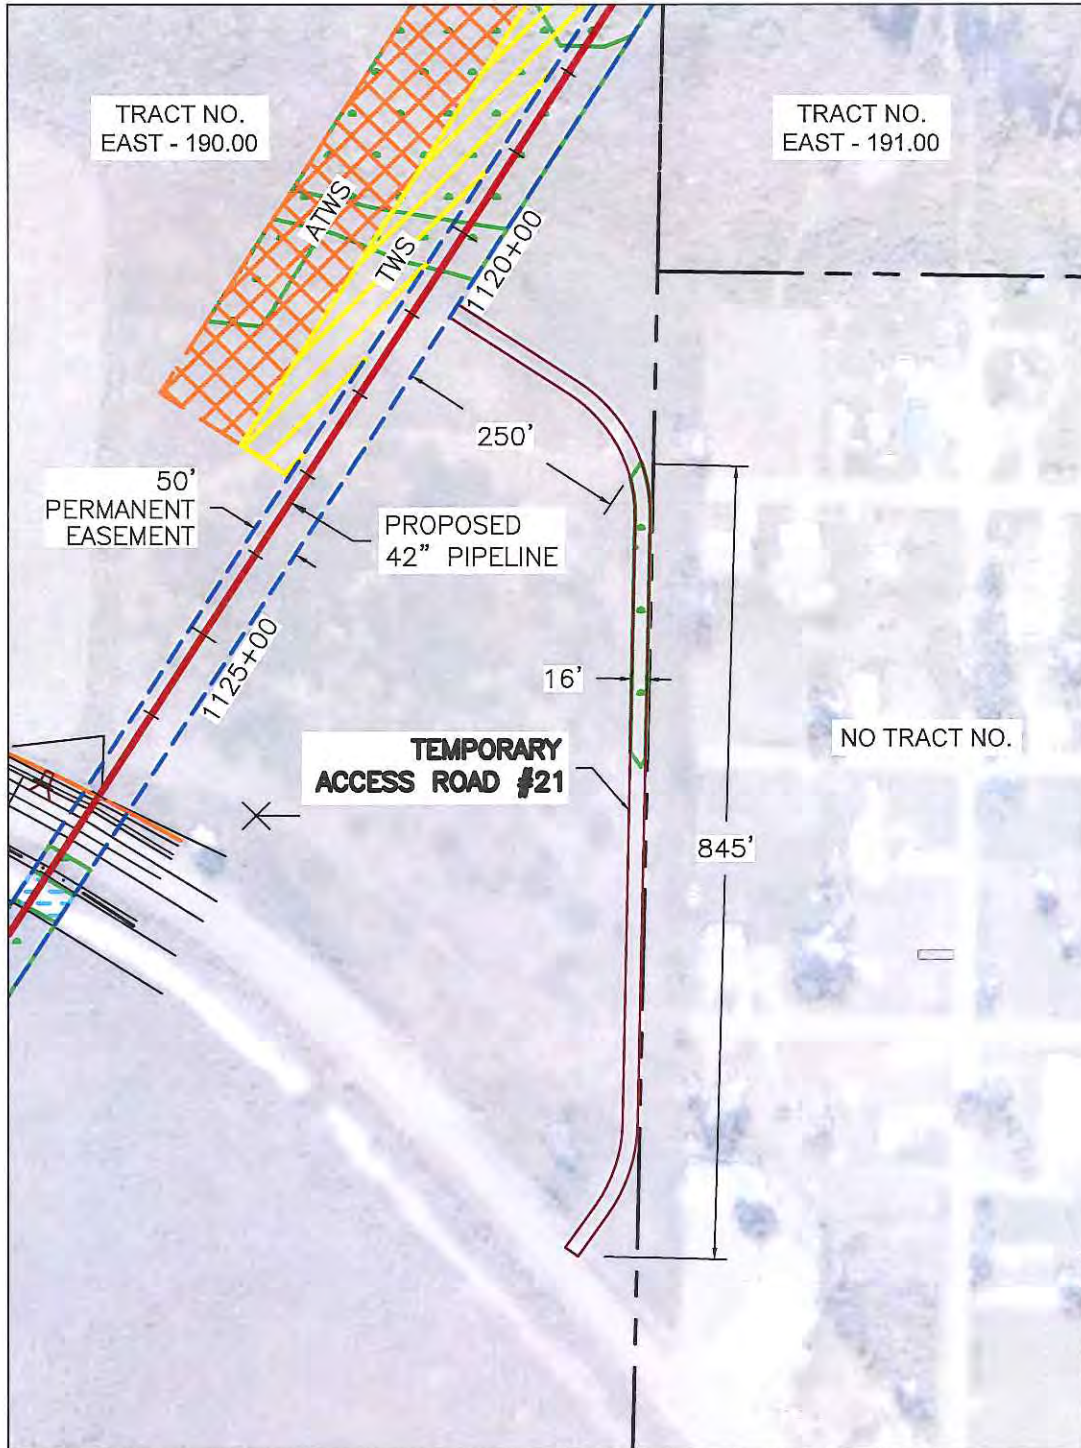 TRACT NO.
EAST - 190.00
TRACT NO.
EAST - 191.00
ATWS
TWS
1120+00
250'
50'
PERMANENT
EASEMENT
PROPOSED
42" PIPELINE
1125+00
16'
TEMPORARY
ACCESS ROAD #21
NO TRACT NO.
845'